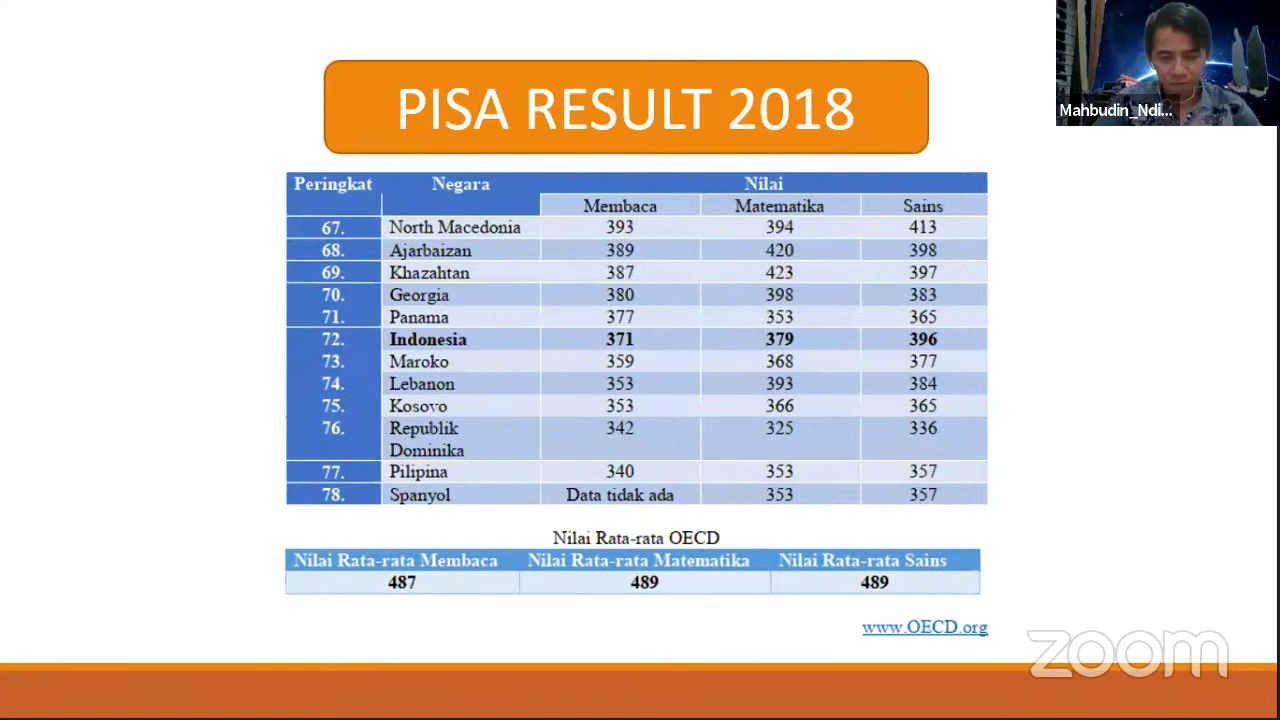 PISA RESULT 2018
Mahbudin_Ndi...
Peringkat Negara Nilai
Membaca Matematika Sains
67. North Macedonia 393 394 413
68. Ajarbaizan 389 420 398
69. Khazahtan 387 423 397
70. Georgia 380 398 383
71. Panama 377 353 365
72. Indonesia 371 379 396
73. Maroko 359 368 377
74. Lebanon 353 393 384
75. Kosovo 353 366 365
76. Republik 342 325 336
Dominika
77. Pilipina 340 353 357
78. Spanyol Data tidak ada 353 357
Nilai Rata-rata OECD
Nilai Rata-rata Membaca Nilai Rata-rata Matematika Nilai Rata-rata Sains
487 489 489
www.OECD.org
zoom